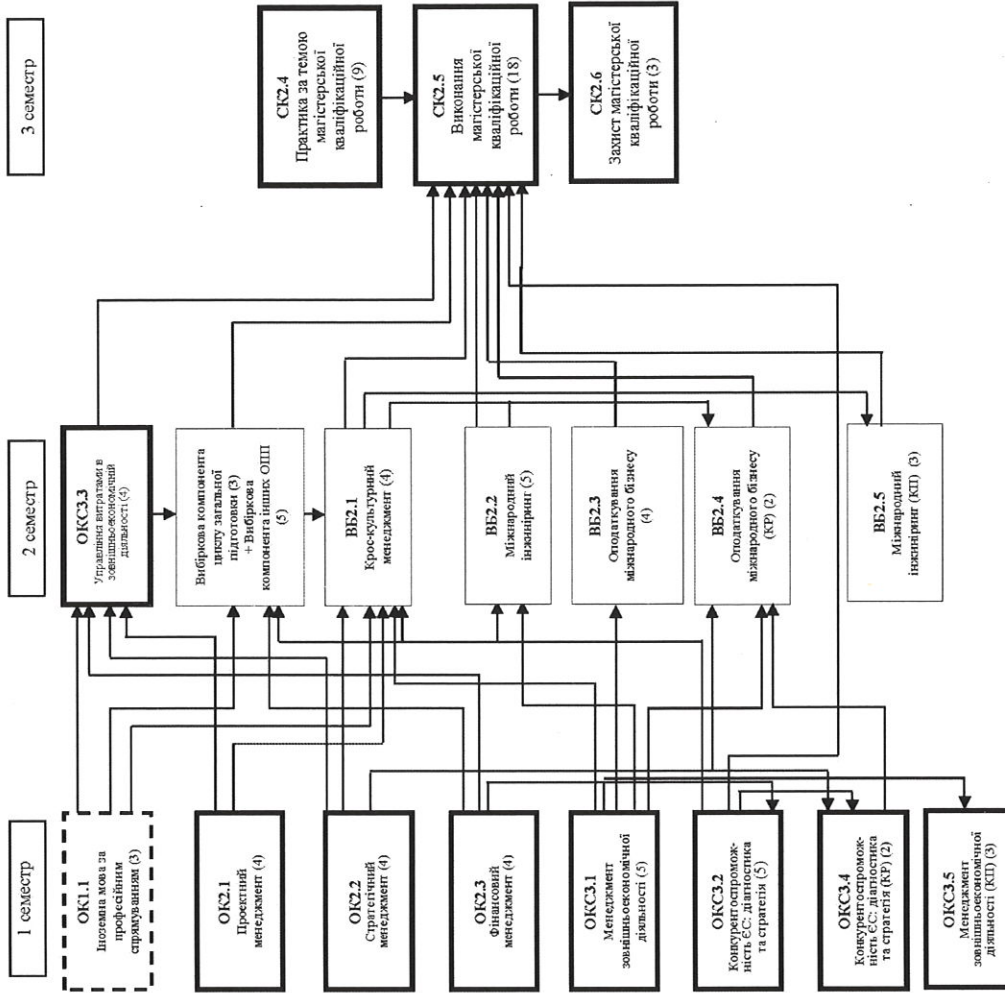 1 семестр
ОК1.1
Іноземна мова за
професійним
спрямуванням (3)
ОК2.1
Проектний
менеджмент (4)
ОК2.2
Стратегічний
менеджмент (4)
ОК2.3
Фінансовий
менеджмент (4)
ОКС3.1
Менеджмент
зовнішньоекономічної
діяльності (5)
ОКС3.2
Конкурентоспромож-
ність ЄС: діагностика
та стратегія (5)
ОКС3.4
Конкурентоспромож-
ність ЄС: діагностика
та стратегія (КР) (2)
ОКС3.5
Менеджмент
зовнішньоекономічної
діяльності (КП) (3)
2 семестр
ОКС3.3
Управління витратами в
зовнішньоекономічній
діяльності (4)
Вибіркова компонента
циклу загальної
підготовки (3)
+ Вибіркова
компонента інших ОПП
(5)
ВБ2.1
Крос-культурний
менеджмент (4)
ВБ2.2
Міжнародний
інжиніринг (5)
ВБ2.3
Оподаткування
міжнародного бізнесу
(4)
ВБ2.4
Оподаткування
міжнародного бізнесу
(КР) (2)
ВБ2.5
Міжнародний
інжиніринг (КП) (3)
3 семестр
СК2.4
Практика за темою
магістерської
кваліфікаційної
роботи (9)
СК2.5
Виконання
магістерської
кваліфікаційної
роботи (18)
СК2.6
Захист магістерської
кваліфікаційної
роботи (3)